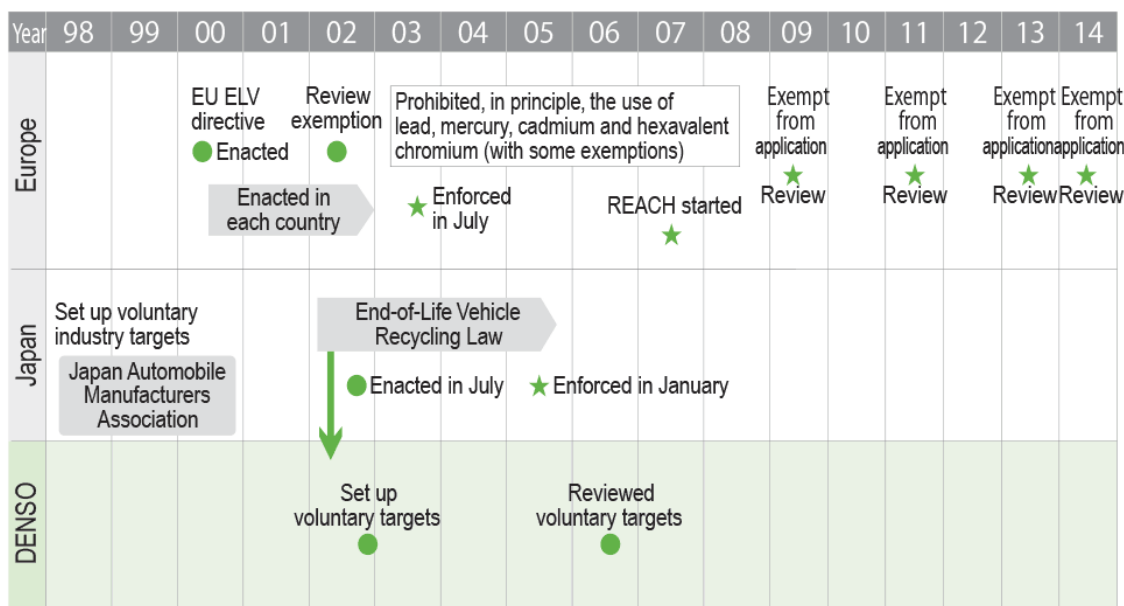 Year 98 99 00 01 02 03 04 05 06 07 08 09 10 11 12 13 14
Europe
EU ELV
directive
Enacted
Review
exemption
Prohibited, in principle, the use of
lead, mercury, cadmium and hexavalent
chromium (with some exemptions)
Exempt
from
application
Review
Exempt
from
application
Review
Exempt
from
application
Review
Exempt
from
application
Review
Enacted in
each country
Enforced
in July
REACH started
Japan
Set up voluntary
industry targets
Japan Automobile
Manufacturers
Association
End-of-Life Vehicle
Recycling Law
Enacted in July
Enforced in January
DENSO
Set up
voluntary targets
Reviewed
voluntary targets